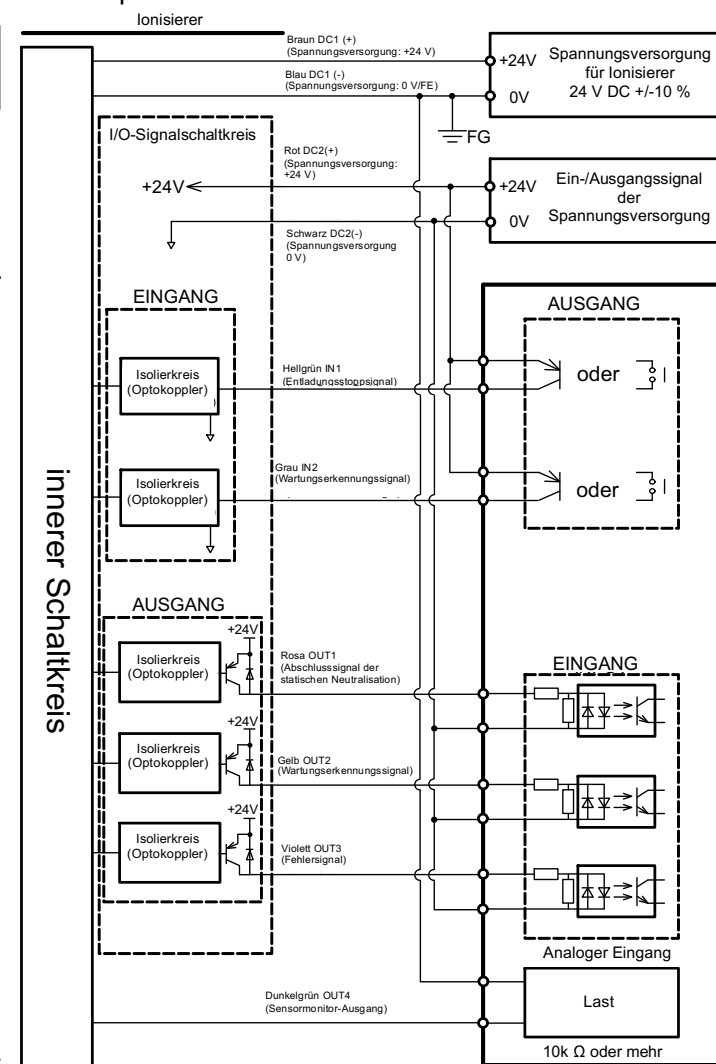 Ionisierer
Braun DC1 (+)
(Spannungsversorgung: +24 V)
Blau DC1 (-)
(Spannungsversorgung: 0 V/FE)
+24V
0V
Spannungsversorgung
für Ionisierer
24 V DC +/-10 %
FG
I/O-Signalschaltkreis
Rot DC2(+)
(Spannungsversorgung:
+24 V)
+24V
+24V
0V
Ein-/Ausgangssignal
der
Spannungsversorgung
Schwarz DC2(-)
(Spannungsversorgung
0 V)
EINGANG
AUSGANG
Isolierkreis
(Optokoppler)
Hellgrün IN1
(Entladungsstoppsignal)
oder
Isolierkreis
(Optokoppler)
Grau IN2
(Wartungserkennungssignal)
oder
innerer Schaltkreis
AUSGANG
EINGANG
+24V
Isolierkreis
(Optokoppler)
Rosa OUT1
(Abschlusssignal der
statischen Neutralisation)
+24V
Isolierkreis
(Optokoppler)
Gelb OUT2
(Wartungserkennungssignal)
+24V
Isolierkreis
(Optokoppler)
Violett OUT3
(Fehlersignal)
Analoger Eingang
Dunkelgrün OUT4
(Sensormonitor-Ausgang)
Last
10k Ω oder mehr